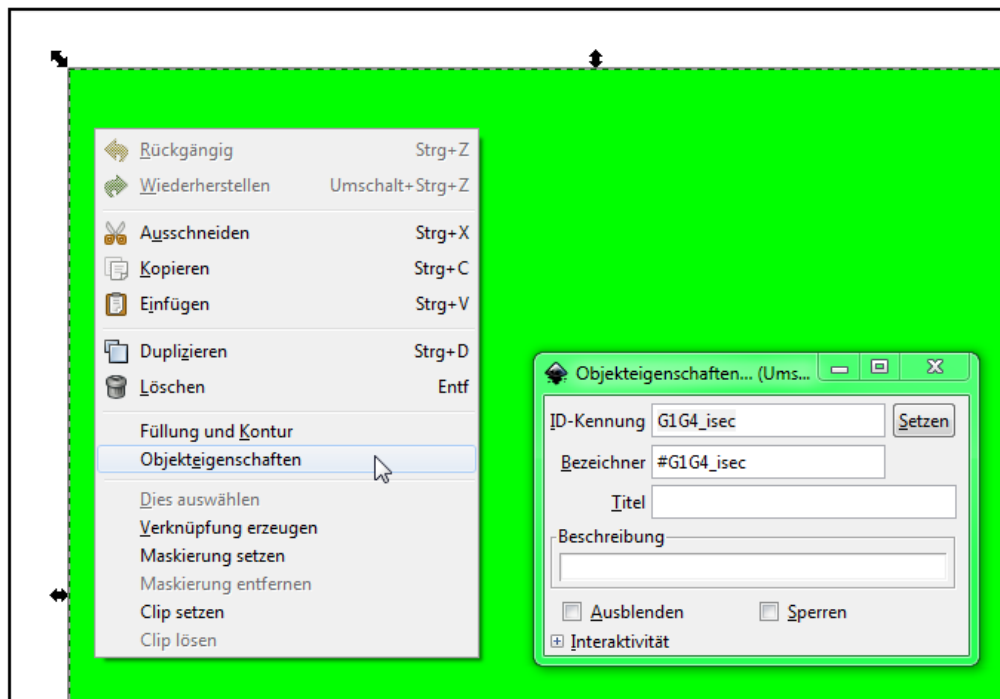 Rückgängig Strg+Z
Wiederherstellen Umschalt+Strg+Z
Ausschneiden Strg+X
Kopieren Strg+C
Einfügen Strg+V
Duplizieren Strg+D
Löschen Entf
Füllung und Kontur
Objekteigenschaften
Dies auswählen
Verknüpfung erzeugen
Maskierung setzen
Maskierung entfernen
Clip setzen
Clip lösen
Objekteigenschaften... (Ums...
ID-Kennung G1G4_isec Setzen
Bezeichner #G1G4_isec
Titel
Beschreibung
Ausblenden Sperren
Interaktivität